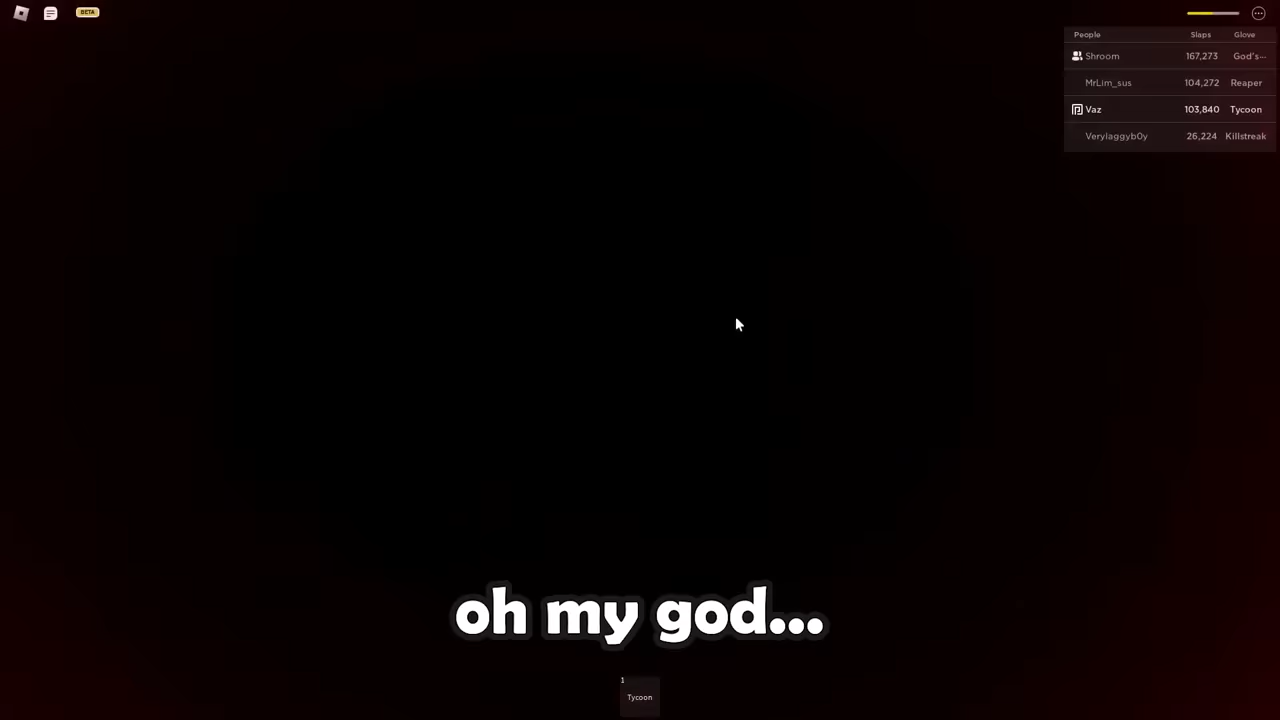 BETA
People Slaps Glove
Shroom 167,273 God's...
MrLim_sus 104,272 Reaper
Vaz 103,840 Tycoon
Verylaggyb0y 26,224 Killstreak
oh my god...
1
Tycoon